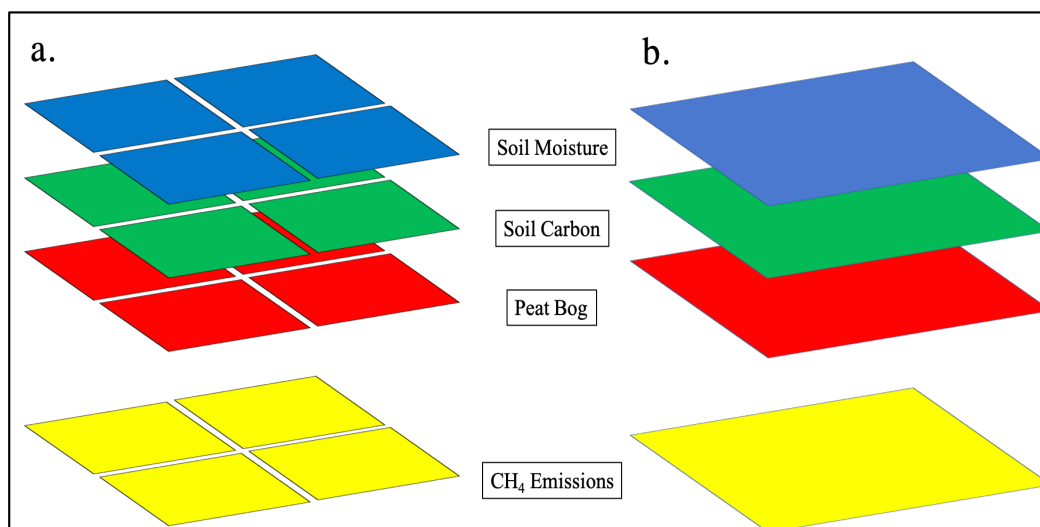 a.
b.
Soil Moisture
Soil Carbon
Peat Bog
CH₄ Emissions